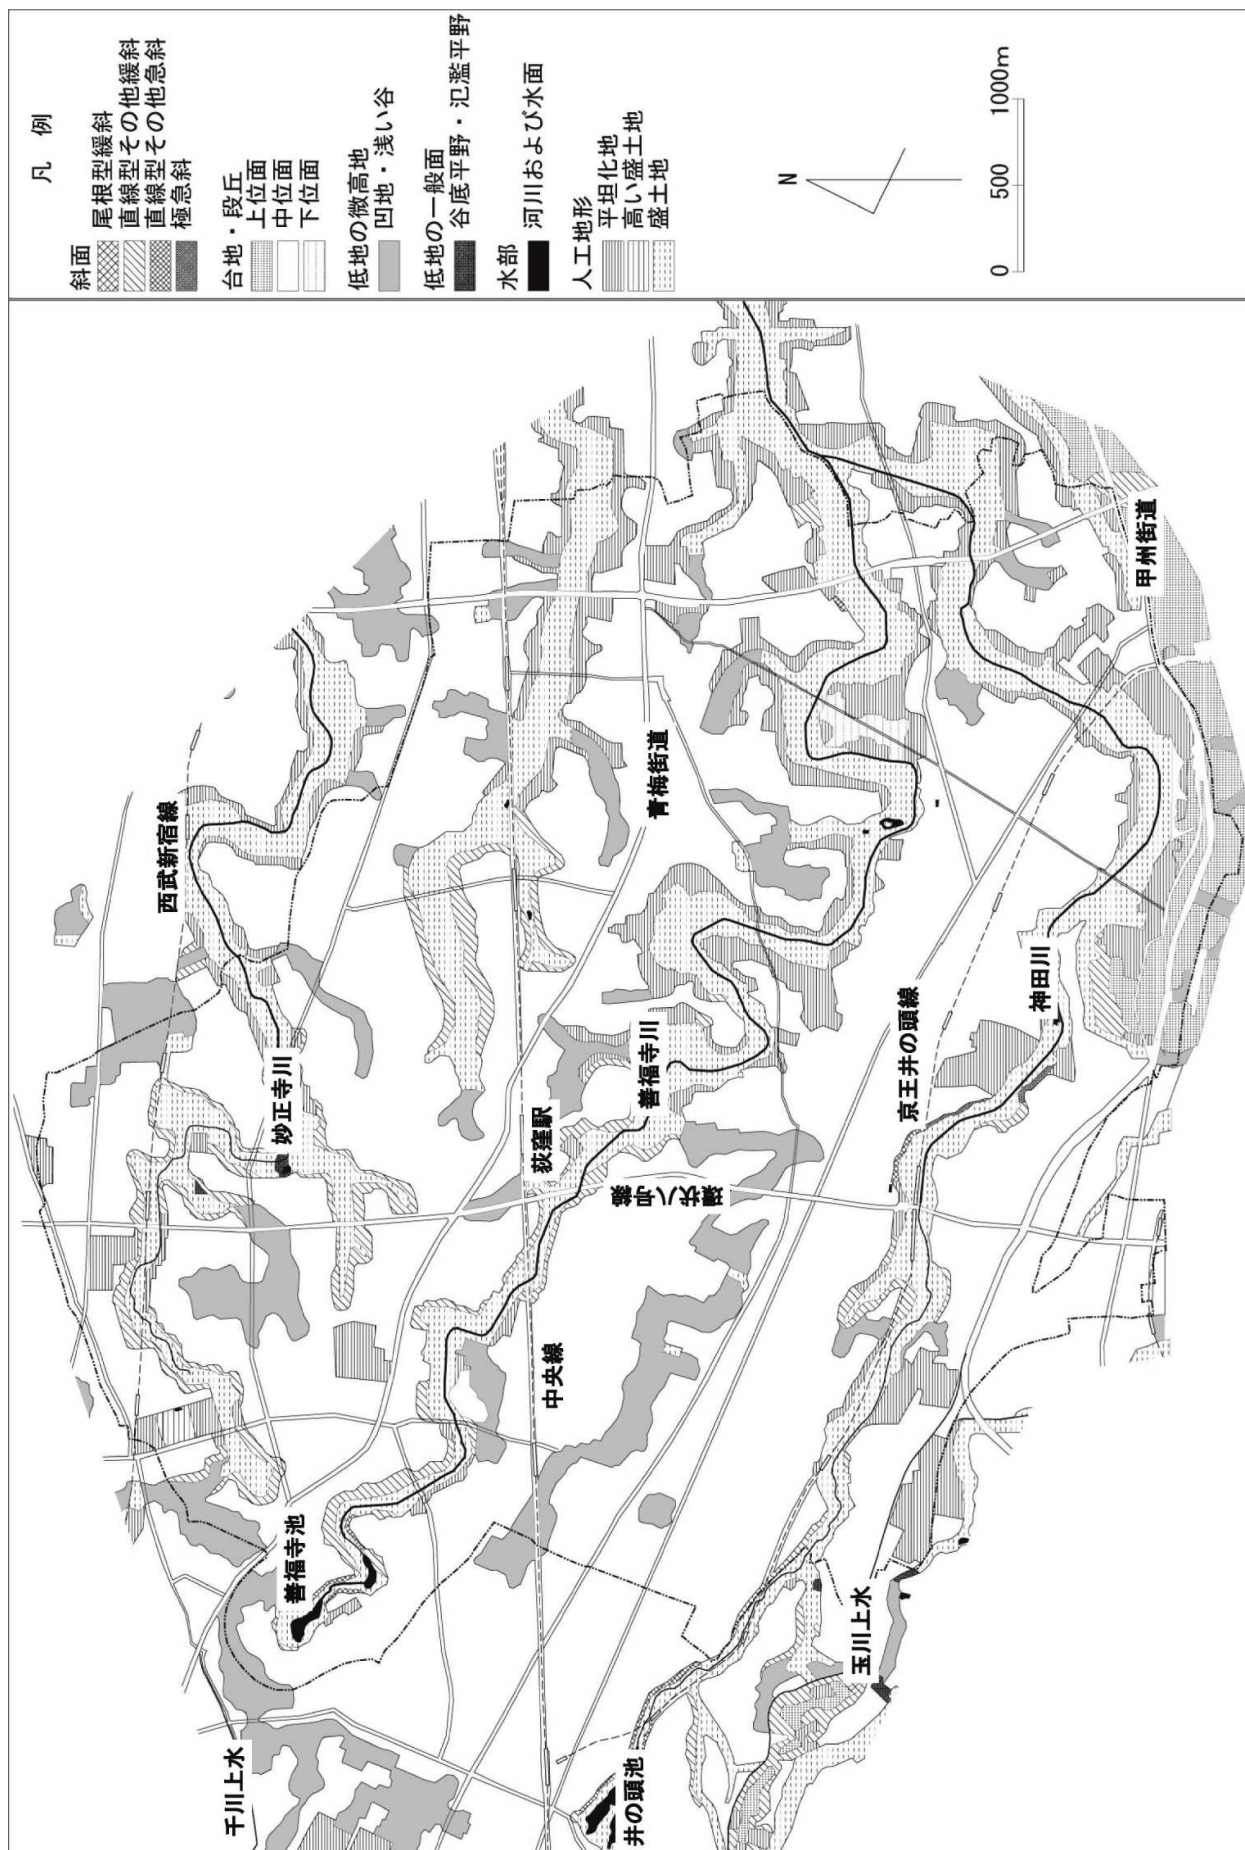 凡 例
斜面
尾根型緩斜
直線型その他緩斜
直線型その他急斜
極急斜
台地・段丘
上位面
中位面
下位面
低地の微高地
凹地・浅い谷
低地の一般面
谷底平野・氾濫平野
水部
河川および水面
人工地形
平坦化地
高い盛土地
盛土地
N
0 500 1000m
西武新宿線
妙正寺川
善福寺池
千川上水
青梅街道
荻窪駅
善福寺川
環状八号線
中央線
井の頭池
甲州街道
神田川
京王井の頭線
玉川上水